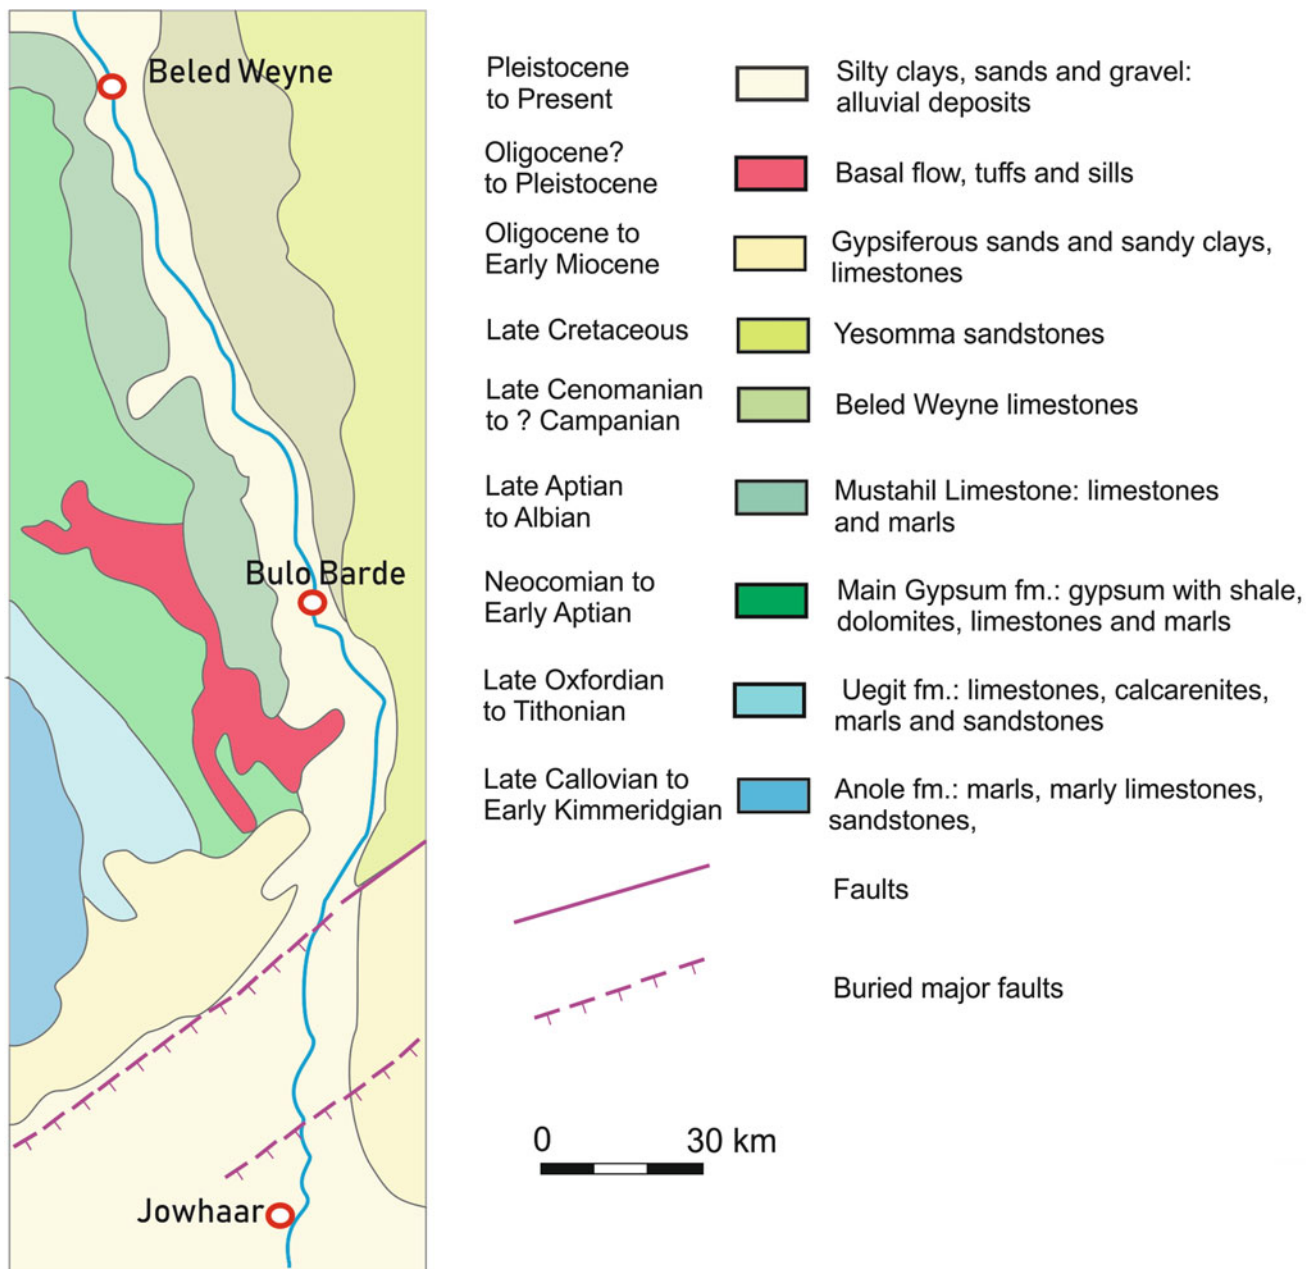 Beled Weyne
Bulo Barde
Jowhaar
Pleistocene
to Present
Silty clays, sands and gravel:
alluvial deposits
Oligocene?
to Pleistocene
Basal flow, tuffs and sills
Oligocene to
Early Miocene
Gypsiferous sands and sandy clays,
limestones
Late Cretaceous
Yesomma sandstones
Late Cenomanian
to ? Campanian
Beled Weyne limestones
Late Aptian
to Albian
Mustahil Limestone: limestones
and marls
Neocomian to
Early Aptian
Main Gypsum fm.: gypsum with shale,
dolomites, limestones and marls
Late Oxfordian
to Tithonian
Uegit fm.: limestones, calcarenites,
marls and sandstones
Late Callovian to
Early Kimmeridgian
Anole fm.: marls, marly limestones,
sandstones,
Faults
Buried major faults
0 30 km